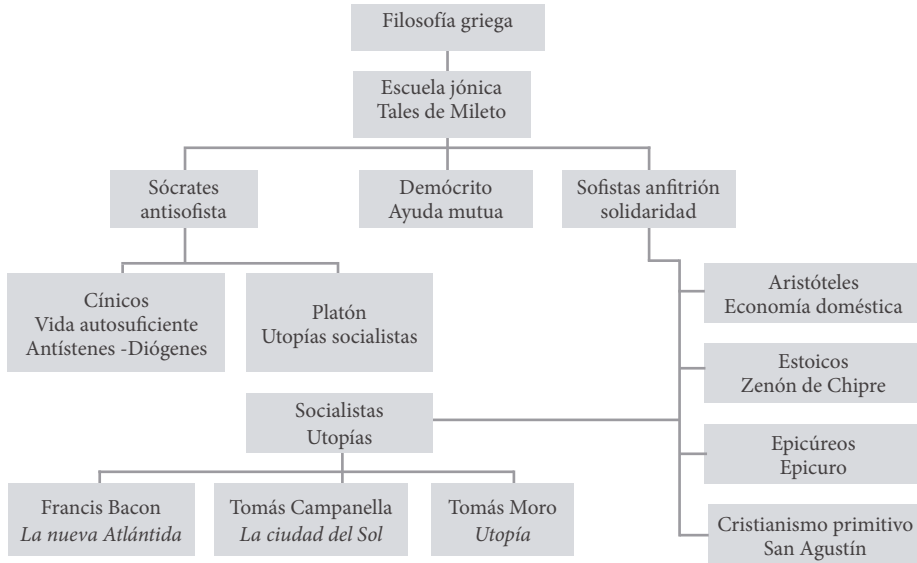 Filosofía griega
Escuela jónica
Tales de Mileto
Sócrates
antisofista
Demócrito
Ayuda mutua
Sofistas anfitrión
solidaridad
Cínicos
Vida autosuficiente
Antístenes -Diógenes
Platón
Utopías socialistas
Aristóteles
Economía doméstica
Estoicos
Zenón de Chipre
Socialistas
Utopías
Epicúreos
Epicuro
Francis Bacon
La nueva Atlántida
Tomás Campanella
La ciudad del Sol
Tomás Moro
Utopía
Cristianismo primitivo
San Agustín